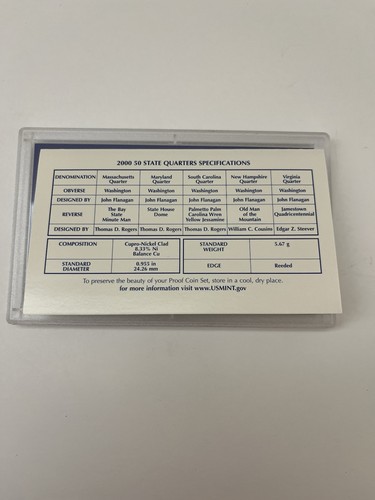 2000 50 STATE QUARTERS SPECIFICATIONS
DENOMINATION Massachusetts Quarter Maryland Quarter South Carolina Quarter New Hampshire Quarter Virginia Quarter
OBVERSE Washington Washington Washington Washington Washington
DESIGNED BY John Flanagan John Flanagan John Flanagan John Flanagan John Flanagan
REVERSE The Bay State Minute Man State House Dome Palmetto Palm Carolina Wren Yellow Jessamine Old Man of the Mountain Jamestown Quadricentennial
DESIGNED BY Thomas D. Rogers Thomas D. Rogers Thomas D. Rogers William C. Cousins Edgar Z. Steever
COMPOSITION Cupro-Nickel Clad 8.33% Ni Balance Cu STANDARD WEIGHT 5.67 g
STANDARD DIAMETER 0.955 in 24.26 mm EDGE Reeded
To preserve the beauty of your Proof Coin Set, store in a cool, dry place.
for more information visit www.USMINT.gov